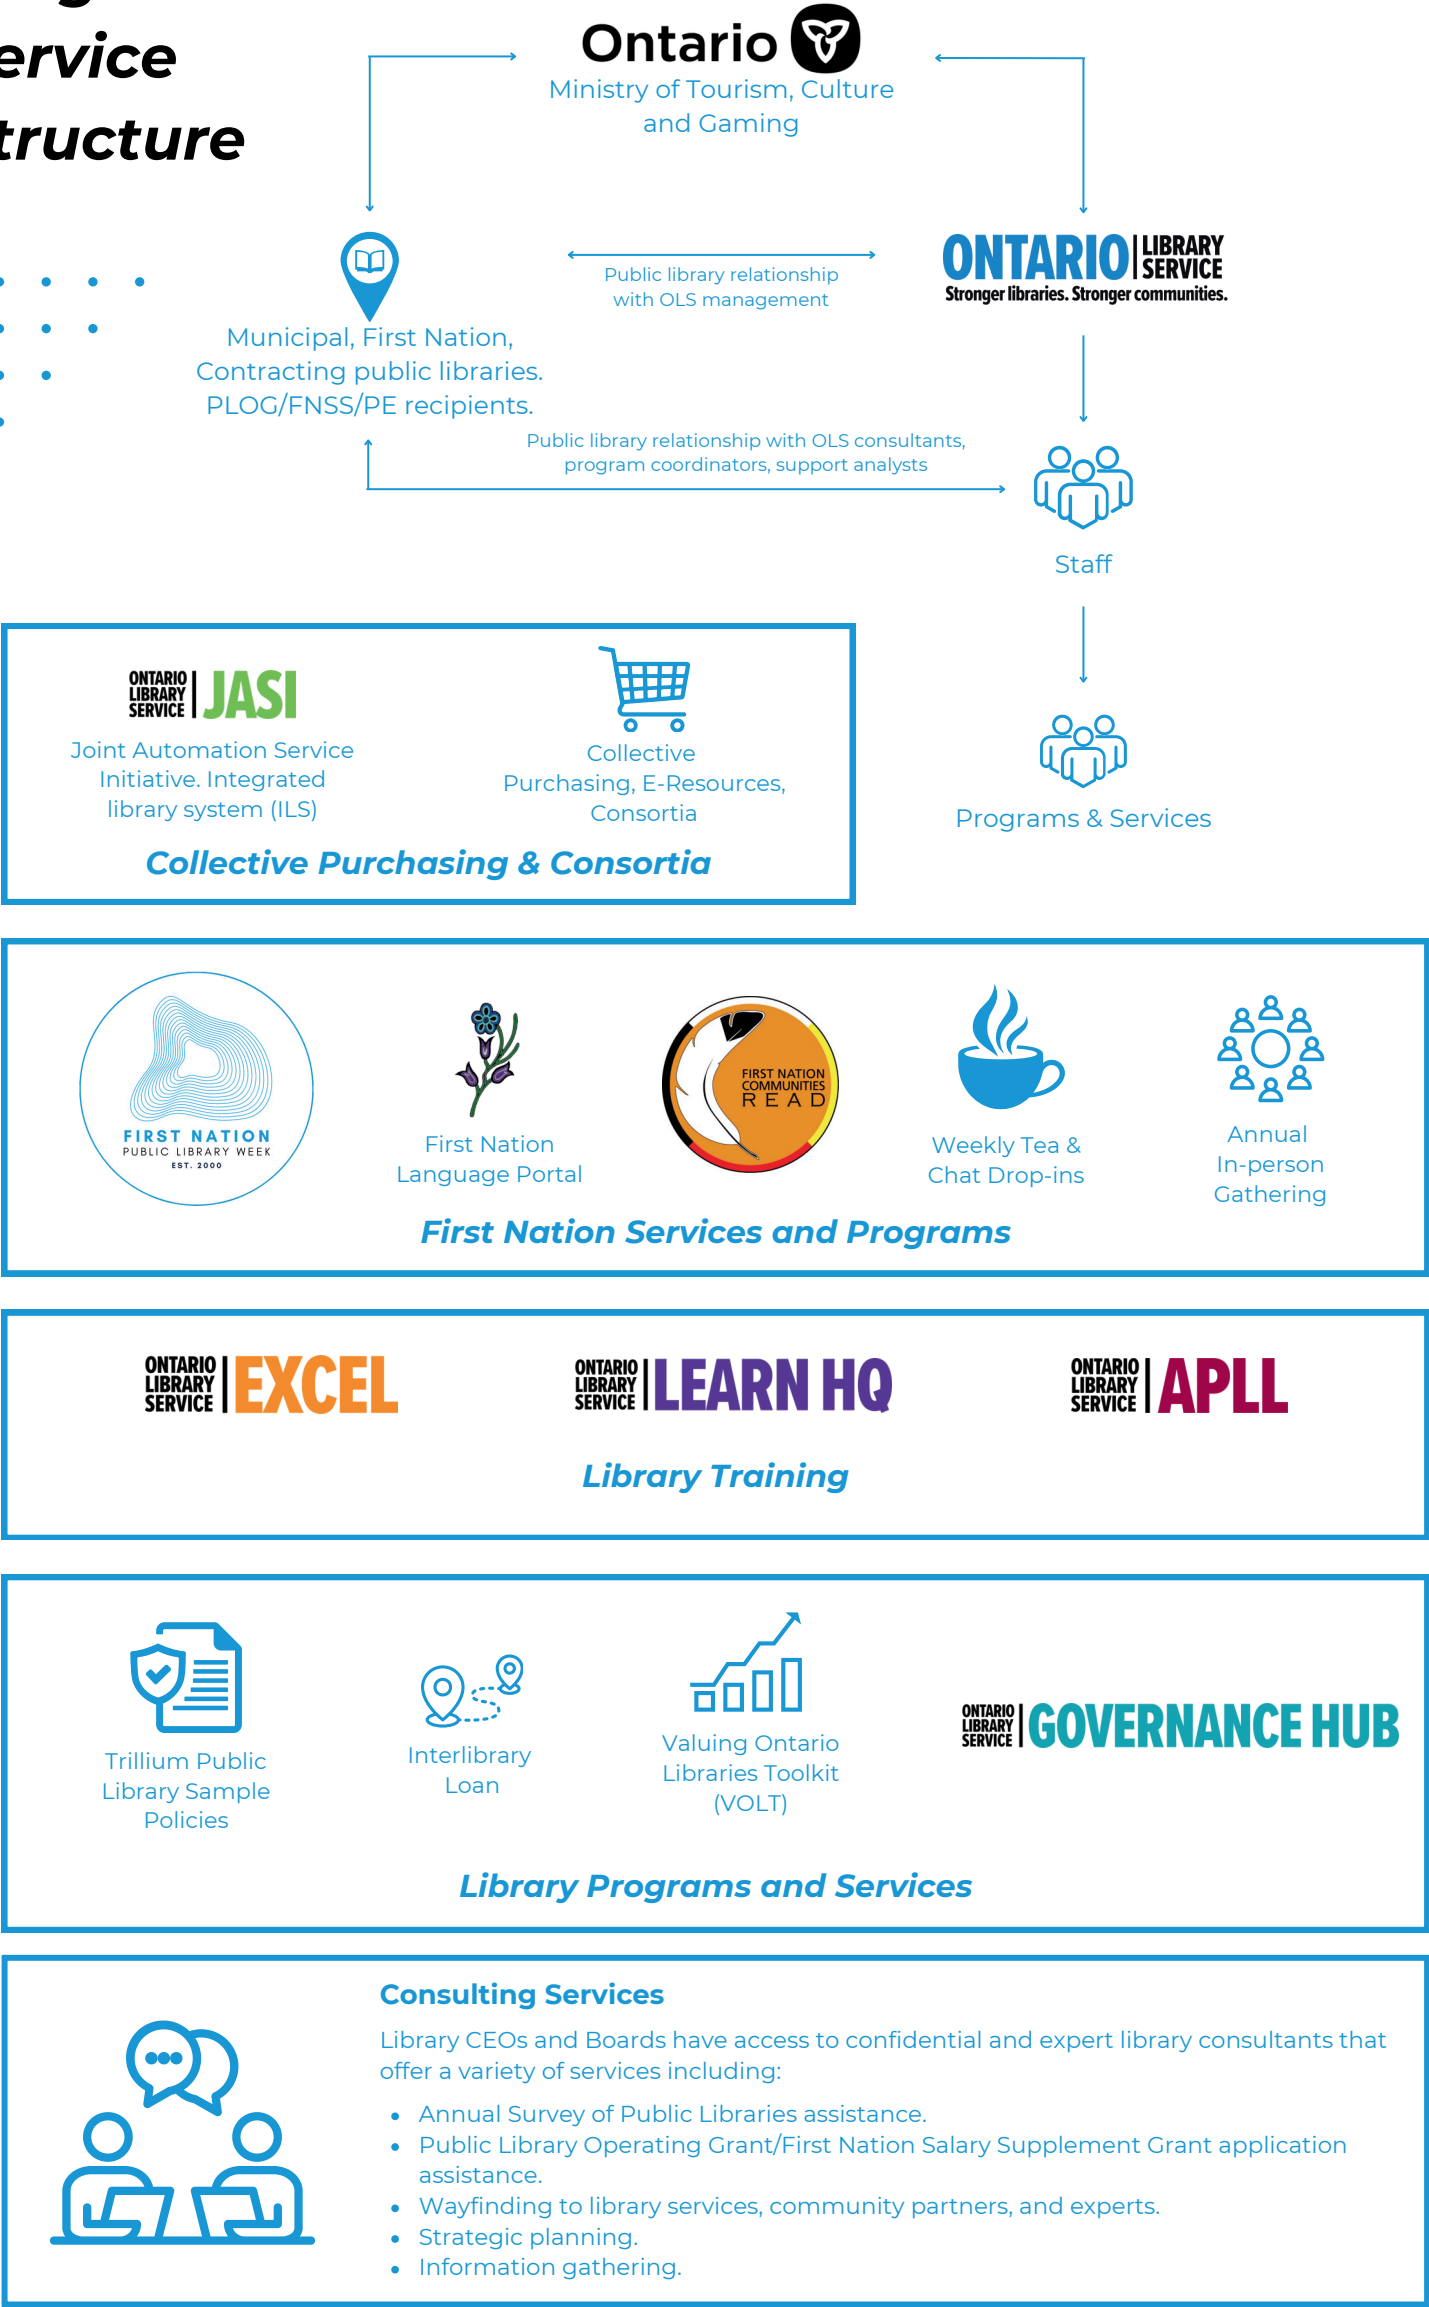 ervice
tructure
Ontario
Ministry of Tourism, Culture
and Gaming
ONTARIO LIBRARY
SERVICE
Stronger libraries. Stronger communities.
Public library relationship
with OLS management
Municipal, First Nation,
Contracting public libraries.
PLOG/FNSS/PE recipients.
Public library relationship with OLS consultants,
program coordinators, support analysts
Staff
Programs & Services
ONTARIO
LIBRARY
SERVICE
JASI
Joint Automation Service
Initiative. Integrated
library system (ILS)
Collective
Purchasing, E-Resources,
Consortia
Collective Purchasing & Consortia
FIRST NATION
PUBLIC LIBRARY WEEK
EST. 2000
First Nation
Language Portal
FIRST NATION
COMMUNITIES
READ
Weekly Tea &
Chat Drop-ins
Annual
In-person
Gathering
First Nation Services and Programs
ONTARIO
LIBRARY
SERVICE
EXCEL
ONTARIO
LIBRARY
SERVICE
LEARN HQ
ONTARIO
LIBRARY
SERVICE
APLL
Library Training
Trillium Public
Library Sample
Policies
Interlibrary
Loan
Valuing Ontario
Libraries Toolkit
(VOLT)
ONTARIO
LIBRARY
SERVICE
GOVERNANCE HUB
Library Programs and Services
Consulting Services
Library CEOs and Boards have access to confidential and expert library consultants that
offer a variety of services including:
• Annual Survey of Public Libraries assistance.
• Public Library Operating Grant/First Nation Salary Supplement Grant application
assistance.
• Wayfinding to library services, community partners, and experts.
• Strategic planning.
• Information gathering.